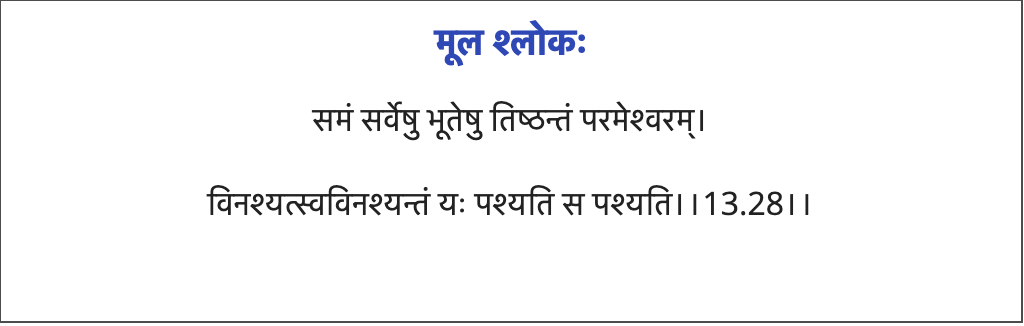 मूल श्लोकः
समं सर्वेषु भूतेषु तिष्ठन्तं परमेश्वरम्।
विनश्यत्स्वविनश्यन्तं यः पश्यति स पश्यति।।13.28।।